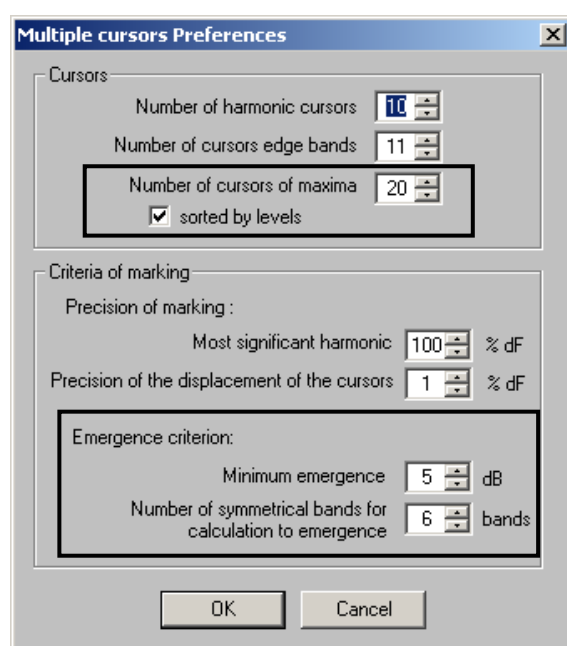 Multiple cursors Preferences
Cursors
Number of harmonic cursors 10
Number of cursors edge bands 11
Number of cursors of maxima 20
sorted by levels
Criteria of marking
Precision of marking :
Most significant harmonic 100 % dF
Precision of the displacement of the cursors 1 % dF
Emergence criterion:
Minimum emergence 5 dB
Number of symmetrical bands for
calculation to emergence 6 bands
OK Cancel